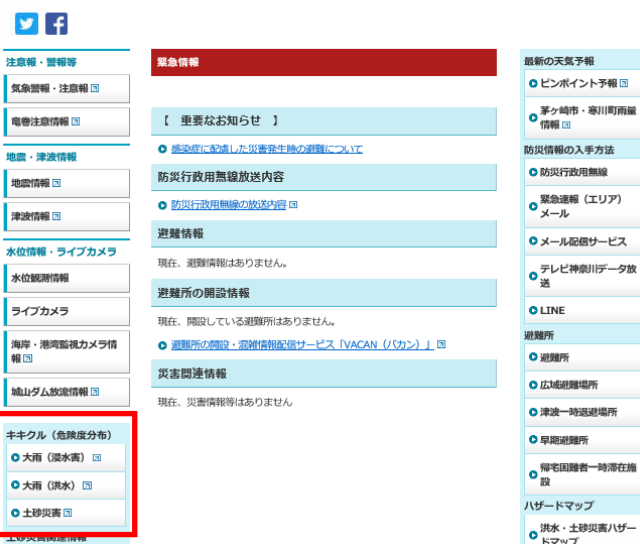 注意報・警報等
気象警報・注意報
竜巻注意情報
地震・津波情報
地震情報
津波情報
水位情報・ライブカメラ
水位観測情報
ライブカメラ
海岸・港湾監視カメラ情
報
城山ダム放流情報
キキクル（危険度分布）
大雨（浸水害）
大雨（洪水）
土砂災害
土砂災害関連情報
緊急情報
【　重要なお知らせ　】
感染症に配慮した災害発生時の避難について
防災行政用無線放送内容
防災行政用無線の放送内容
避難情報
現在、避難情報はありません。
避難所の開設情報
現在、開設している避難所はありません。
避難所の開設・混雑情報配信サービス「VACAN（バカン）」
災害関連情報
現在、災害情報等はありません
最新の天気予報
ピンポイント予報
茅ヶ崎市・寒川町雨量
情報
防災情報の入手方法
防災行政用無線
緊急速報（エリア）
メール
メール配信サービス
テレビ神奈川データ放
送
LINE
避難所
避難所
広域避難場所
津波一時退避場所
早期避難所
帰宅困難者一時滞在施
設
ハザードマップ
洪水・土砂災害ハザー
ドマップ